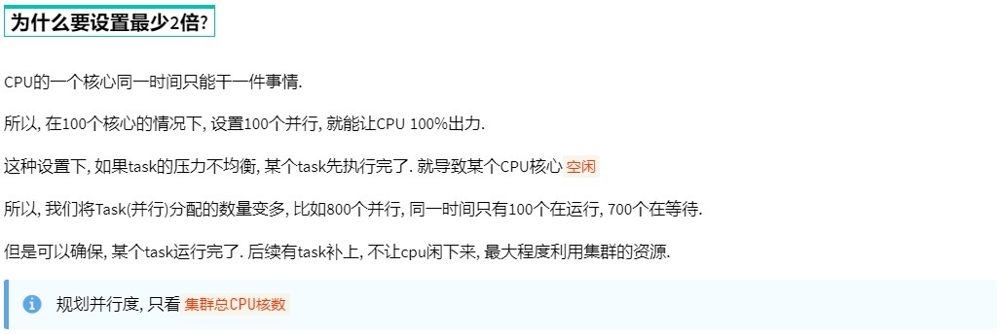 为什么要设置最少2倍?
CPU的一个核心同一时间只能干一件事情.
所以, 在100个核心的情况下, 设置100个并行, 就能让CPU 100%出力.
这种设置下, 如果task的压力不均衡, 某个task先执行完了. 就导致某个CPU核心 空闲
所以, 我们将Task(并行)分配的数量变多, 比如800个并行, 同一时间只有100个在运行, 700个在等待.
但是可以确保, 某个task运行完了. 后续有task补上, 不让cpu闲下来, 最大程度利用集群的资源.
规划并行度, 只看 集群总CPU核数